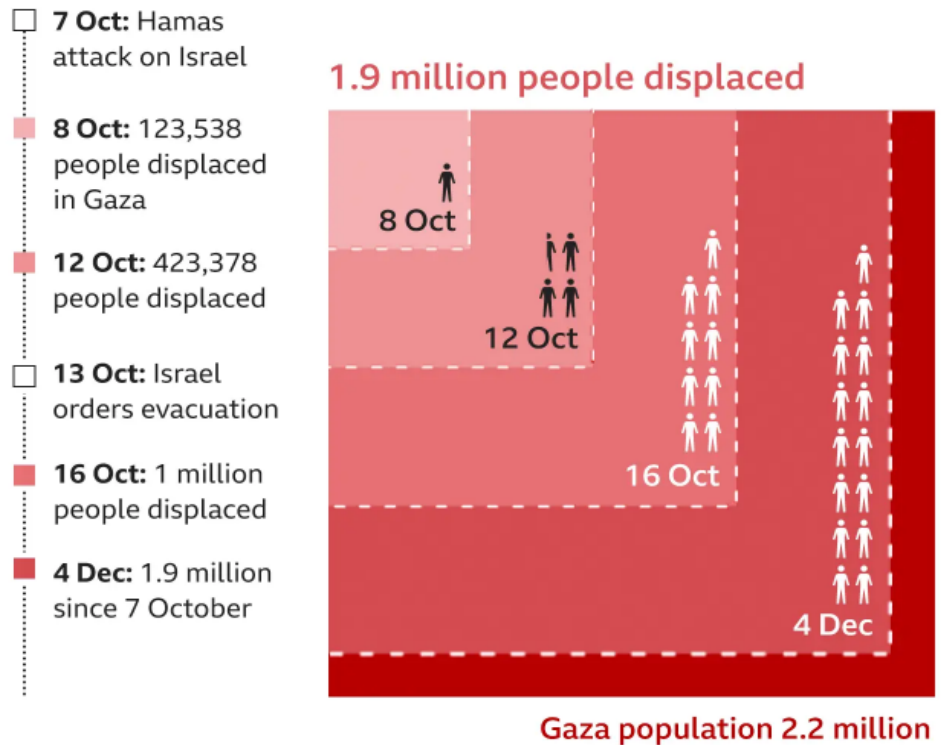 7 Oct: Hamas
attack on Israel
8 Oct: 123,538
people displaced
in Gaza
12 Oct: 423,378
people displaced
13 Oct: Israel
orders evacuation
16 Oct: 1 million
people displaced
4 Dec: 1.9 million
since 7 October
1.9 million people displaced
8 Oct
12 Oct
16 Oct
4 Dec
Gaza population 2.2 million